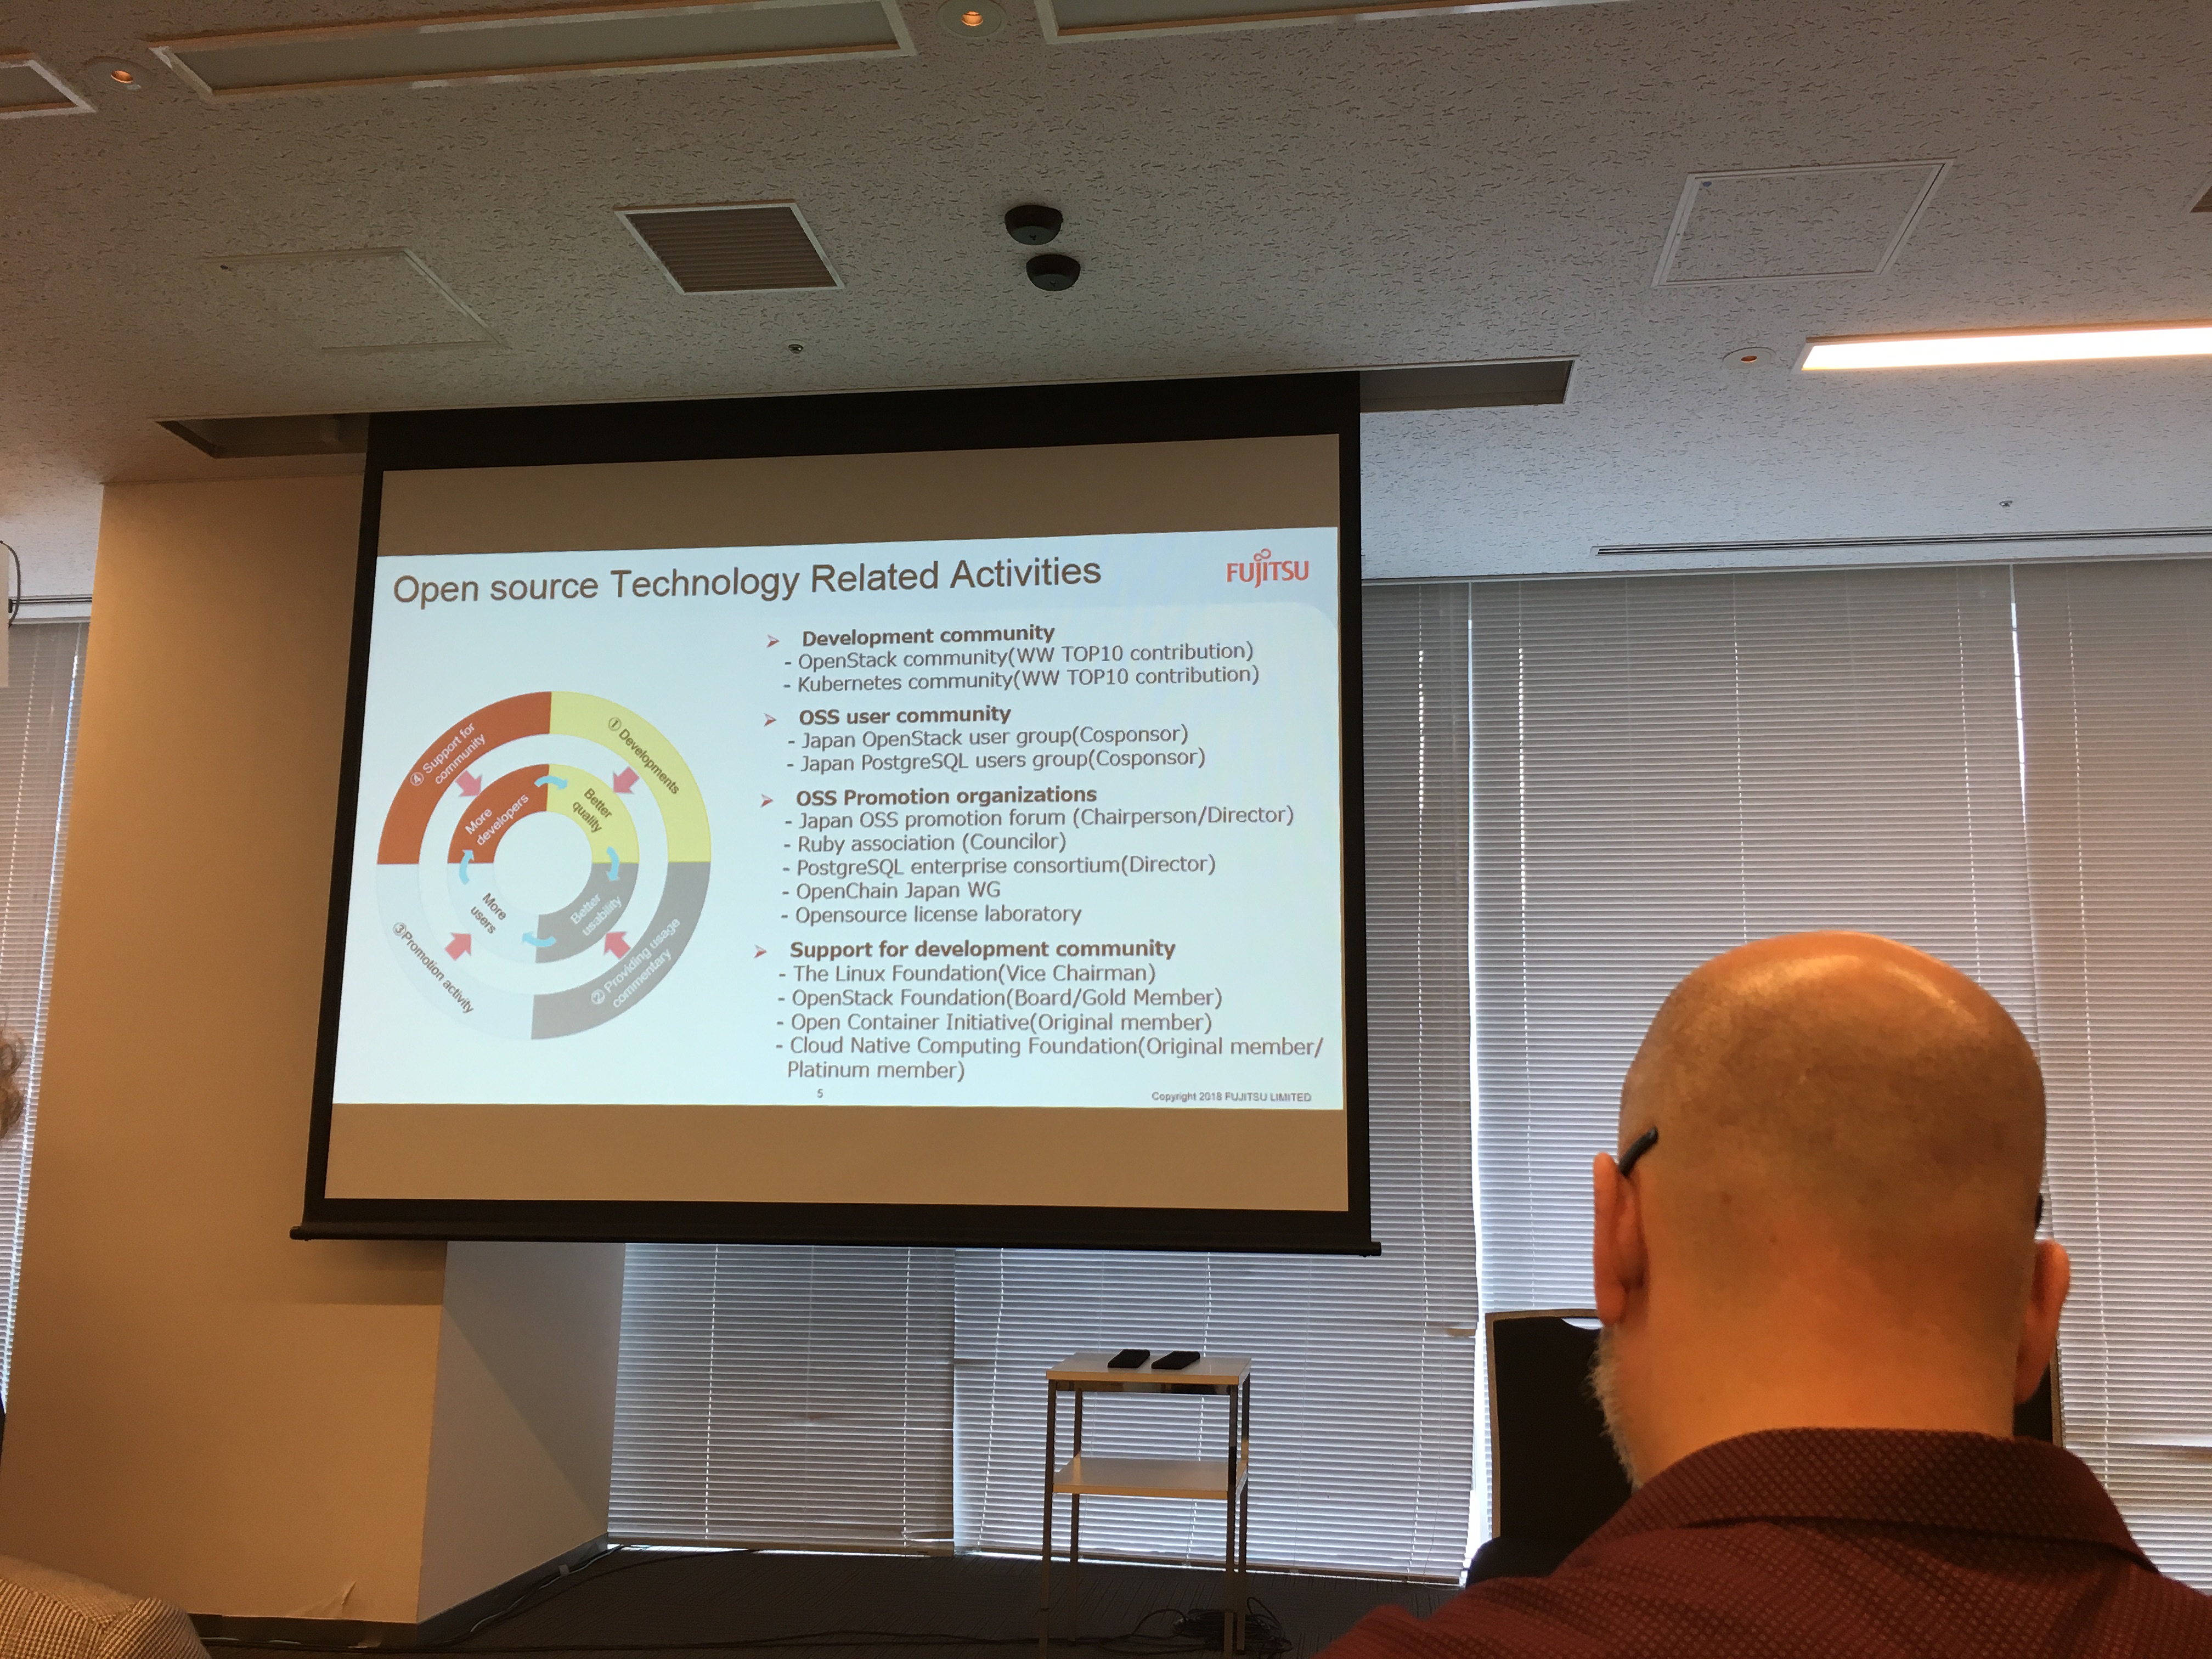 Open source Technology Related Activities
FUJITSU
④ Support for
community
① Developments
② Providing usage
commentary
③Promotion activity
More
developers
Better
quality
Better
usability
More
users
➢ Development community
- OpenStack community(WW TOP10 contribution)
- Kubernetes community(WW TOP10 contribution)
➢ OSS user community
- Japan OpenStack user group(Cosponsor)
- Japan PostgreSQL users group(Cosponsor)
➢ OSS Promotion organizations
- Japan OSS promotion forum (Chairperson/Director)
- Ruby association (Councilor)
- PostgreSQL enterprise consortium(Director)
- OpenChain Japan WG
- Opensource license laboratory
➢ Support for development community
- The Linux Foundation(Vice Chairman)
- OpenStack Foundation(Board/Gold Member)
- Open Container Initiative(Original member)
- Cloud Native Computing Foundation(Original member/
Platinum member)
5
Copyright 2018 FUJITSU LIMITED